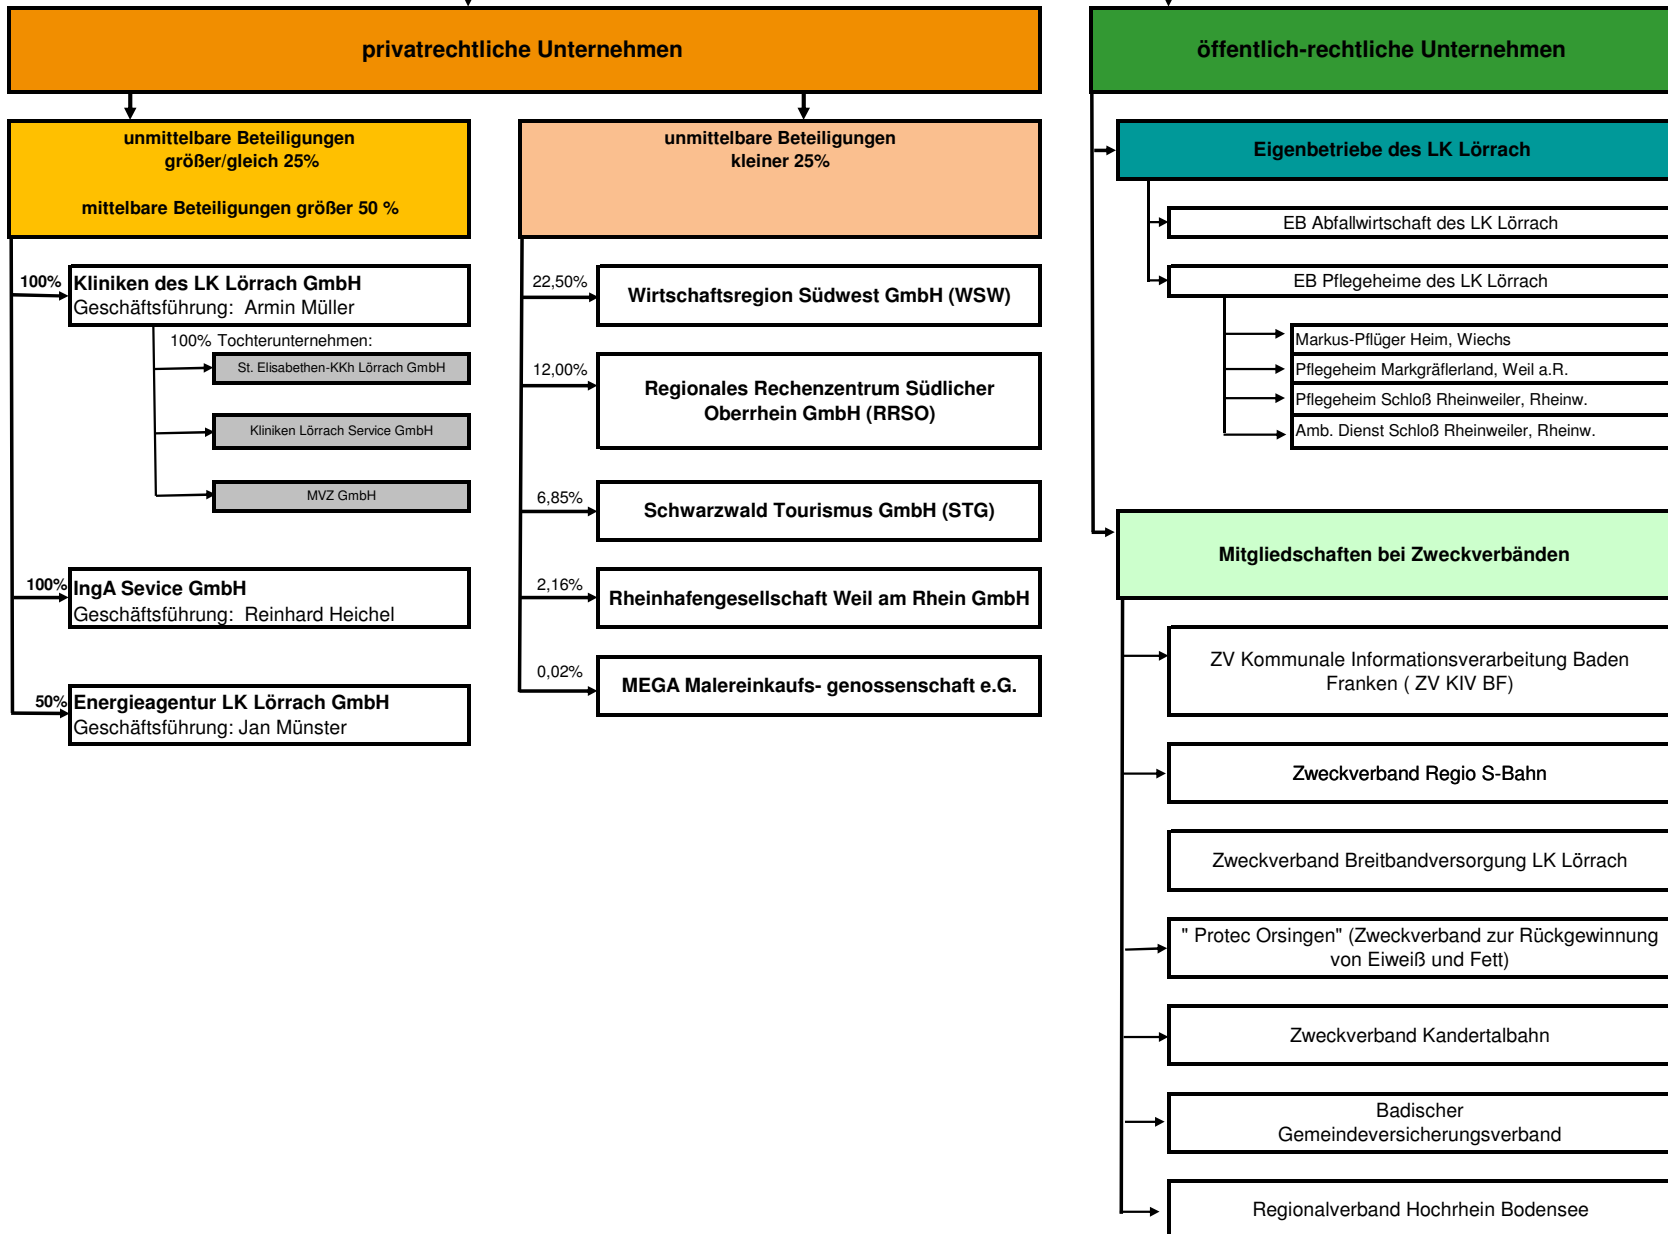 privatrechtliche Unternehmen
unmittelbare Beteiligungen
größer/gleich 25%
mittelbare Beteiligungen größer 50 %
100%
Kliniken des LK Lörrach GmbH
Geschäftsführung: Armin Müller
100% Tochterunternehmen:
St. Elisabethen-KKh Lörrach GmbH
Kliniken Lörrach Service GmbH
MVZ GmbH
100%
IngA Sevice GmbH
Geschäftsführung: Reinhard Heichel
50%
Energieagentur LK Lörrach GmbH
Geschäftsführung: Jan Münster
unmittelbare Beteiligungen
kleiner 25%
22,50%
Wirtschaftsregion Südwest GmbH (WSW)
12,00%
Regionales Rechenzentrum Südlicher
Oberrhein GmbH (RRSO)
6,85%
Schwarzwald Tourismus GmbH (STG)
2,16%
Rheinhafengesellschaft Weil am Rhein GmbH
0,02%
MEGA Malereinkaufs- genossenschaft e.G.
öffentlich-rechtliche Unternehmen
Eigenbetriebe des LK Lörrach
EB Abfallwirtschaft des LK Lörrach
EB Pflegeheime des LK Lörrach
Markus-Pflüger Heim, Wiechs
Pflegeheim Markgräflerland, Weil a.R.
Pflegeheim Schloß Rheinweiler, Rheinw.
Amb. Dienst Schloß Rheinweiler, Rheinw.
Mitgliedschaften bei Zweckverbänden
ZV Kommunale Informationsverarbeitung Baden
Franken ( ZV KIV BF)
Zweckverband Regio S-Bahn
Zweckverband Breitbandversorgung LK Lörrach
" Protec Orsingen" (Zweckverband zur Rückgewinnung
von Eiweiß und Fett)
Zweckverband Kandertalbahn
Badischer
Gemeindeversicherungsverband
Regionalverband Hochrhein Bodensee